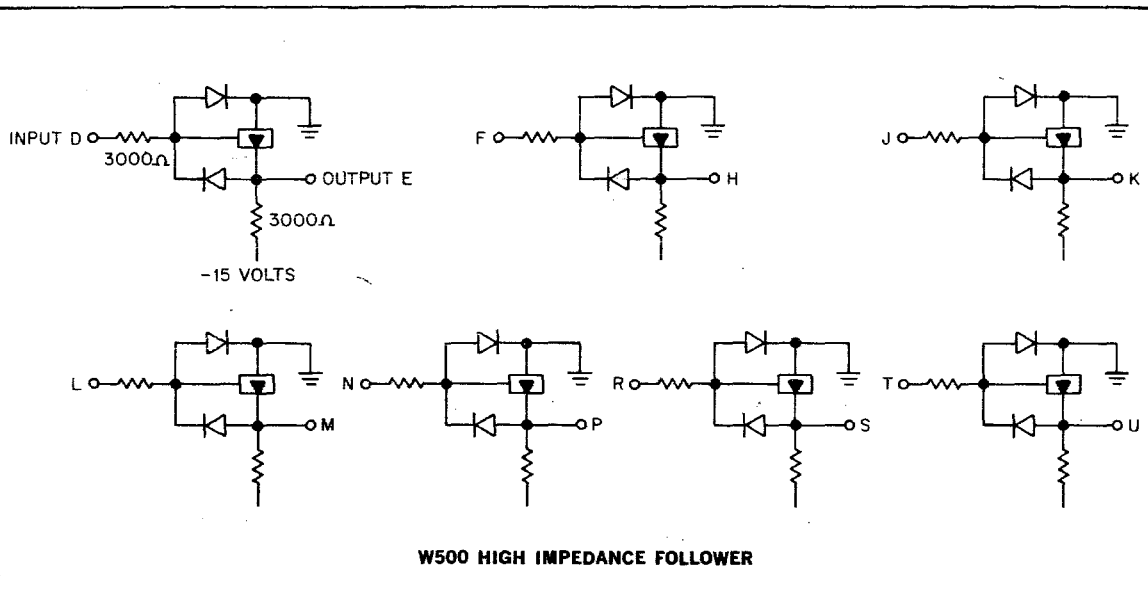 INPUT D
3000Ω
OUTPUT E
3000Ω
-15 VOLTS
F
H
J
K
L
M
N
P
R
S
T
U
W500 HIGH IMPEDANCE FOLLOWER